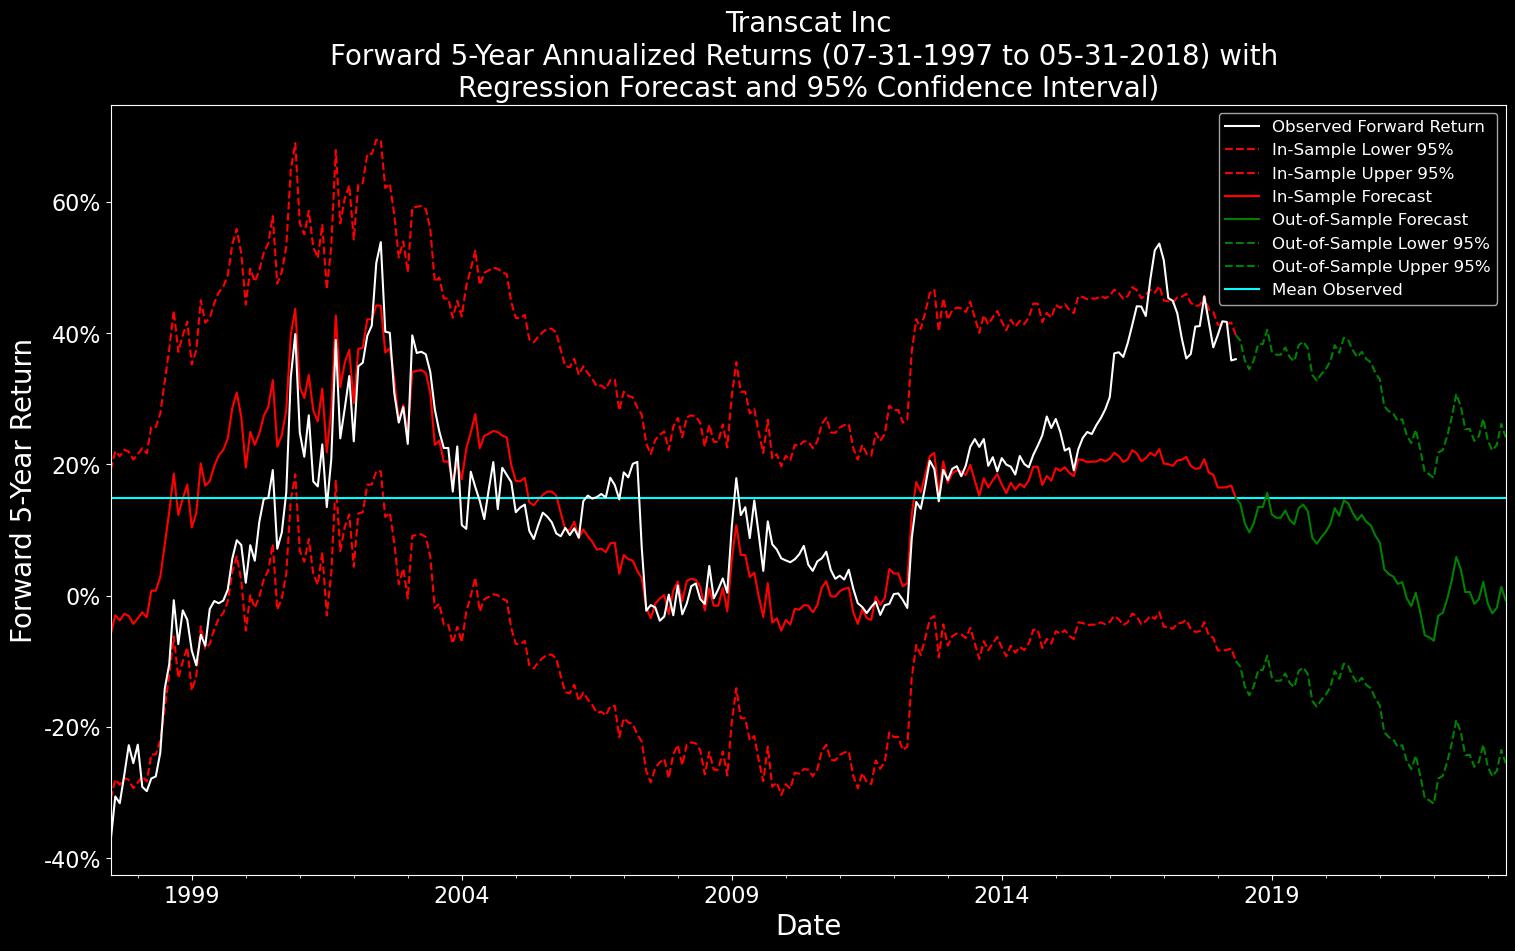 Transcat Inc
Forward 5-Year Annualized Returns (07-31-1997 to 05-31-2018) with
Regression Forecast and 95% Confidence Interval)
Observed Forward Return
In-Sample Lower 95%
In-Sample Upper 95%
In-Sample Forecast
Out-of-Sample Forecast
Out-of-Sample Lower 95%
Out-of-Sample Upper 95%
Mean Observed
Forward 5-Year Return
60%
40%
20%
0%
-20%
-40%
1999
2004
2009
2014
2019
Date